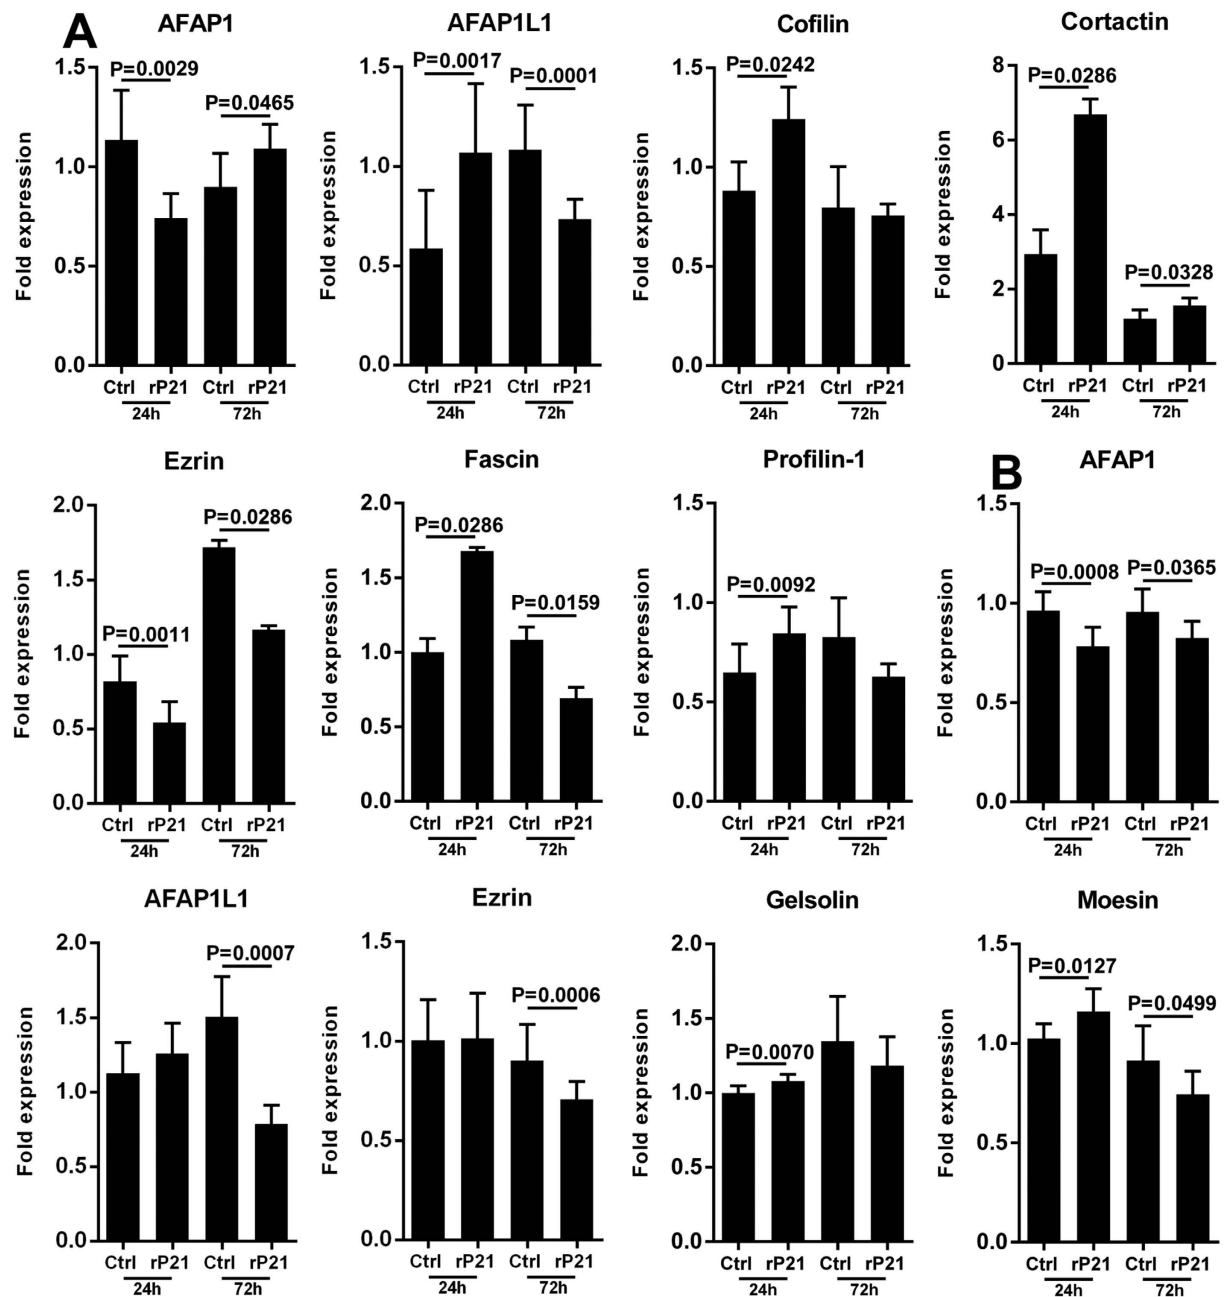 A
AFAP1
Fold expression
1.5
1.0
0.5
0.0
P=0.0029
P=0.0465
Ctrl rP21 Ctrl rP21
24h 72h
AFAP1L1
Fold expression
1.5
1.0
0.5
0.0
P=0.0017
P=0.0001
Ctrl rP21 Ctrl rP21
24h 72h
Cofilin
Fold expression
1.5
1.0
0.5
0.0
P=0.0242
Ctrl rP21 Ctrl rP21
24h 72h
Cortactin
Fold expression
8
6
4
2
0
P=0.0286
P=0.0328
Ctrl rP21 Ctrl rP21
24h 72h
Ezrin
Fold expression
2.0
1.5
1.0
0.5
0.0
P=0.0011
P=0.0286
Ctrl rP21 Ctrl rP21
24h 72h
Fascin
Fold expression
2.0
1.5
1.0
0.5
0.0
P=0.0286
P=0.0159
Ctrl rP21 Ctrl rP21
24h 72h
Profilin-1
Fold expression
1.5
1.0
0.5
0.0
P=0.0092
Ctrl rP21 Ctrl rP21
24h 72h
B
AFAP1
Fold expression
1.5
1.0
0.5
0.0
P=0.0008
P=0.0365
Ctrl rP21 Ctrl rP21
24h 72h
AFAP1L1
Fold expression
2.0
1.5
1.0
0.5
0.0
P=0.0007
Ctrl rP21 Ctrl rP21
24h 72h
Ezrin
Fold expression
1.5
1.0
0.5
0.0
P=0.0006
Ctrl rP21 Ctrl rP21
24h 72h
Gelsolin
Fold expression
2.0
1.5
1.0
0.5
0.0
P=0.0070
Ctrl rP21 Ctrl rP21
24h 72h
Moesin
Fold expression
1.5
1.0
0.5
0.0
P=0.0127
P=0.0499
Ctrl rP21 Ctrl rP21
24h 72h